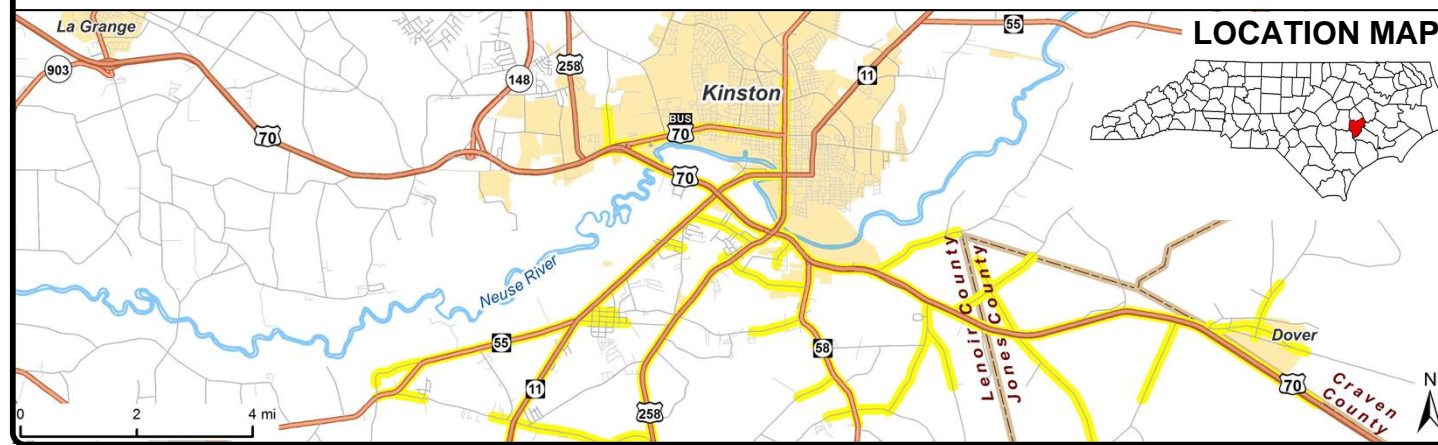 La Grange
903
70
148
258
Kinston
BUS
70
11
55
LOCATION MAP
70
Neuse River
Lenoir County
Jones County
Dover
55
11
258
58
70
Craven
County
N
0 2 4 mi